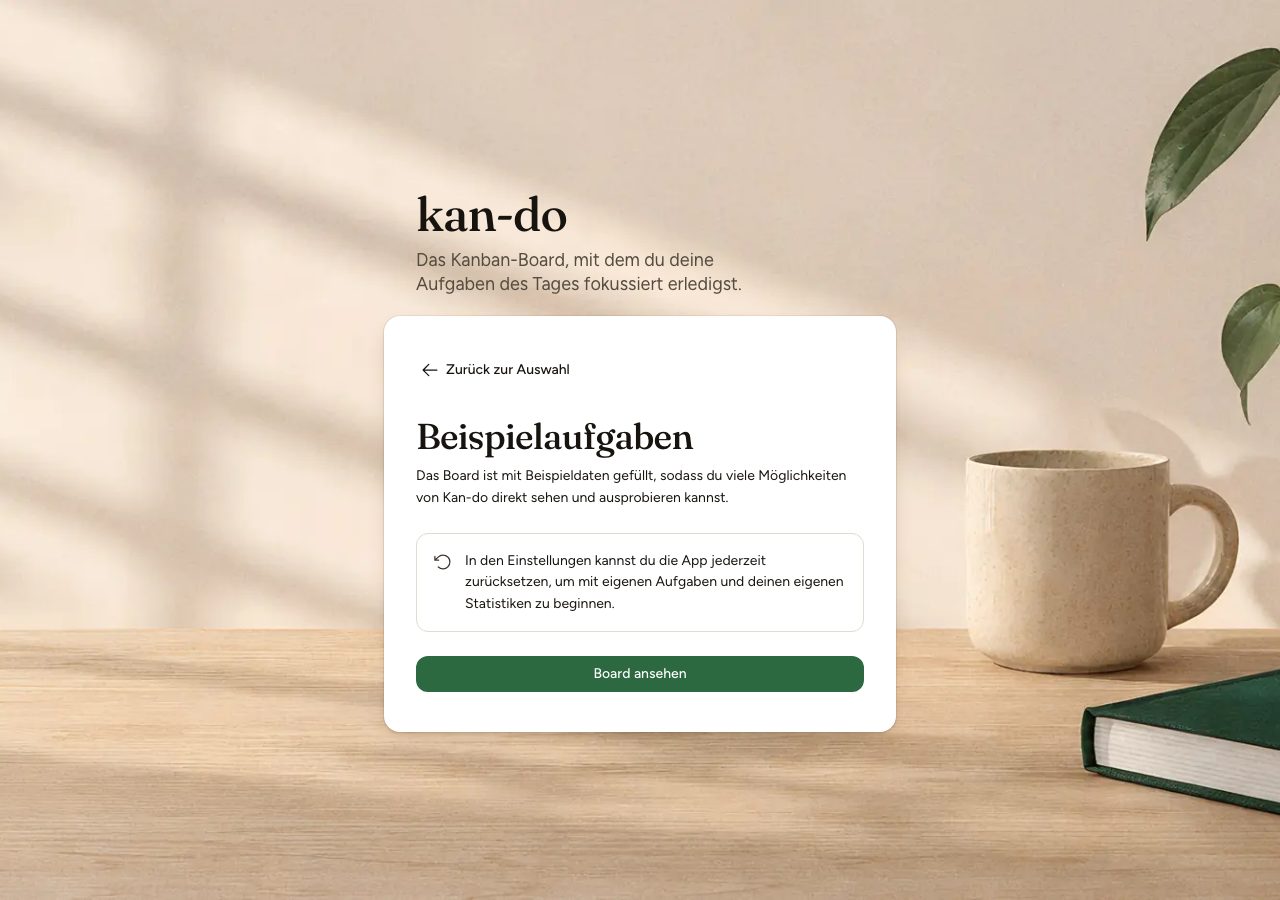 kan-do
Das Kanban-Board, mit dem du deine
Aufgaben des Tages fokussiert erledigst.
Zurück zur Auswahl
Beispielaufgaben
Das Board ist mit Beispieldaten gefüllt, sodass du viele Möglichkeiten
von Kan-do direkt sehen und ausprobieren kannst.
In den Einstellungen kannst du die App jederzeit
zurücksetzen, um mit eigenen Aufgaben und deinen eigenen
Statistiken zu beginnen.
Board ansehen